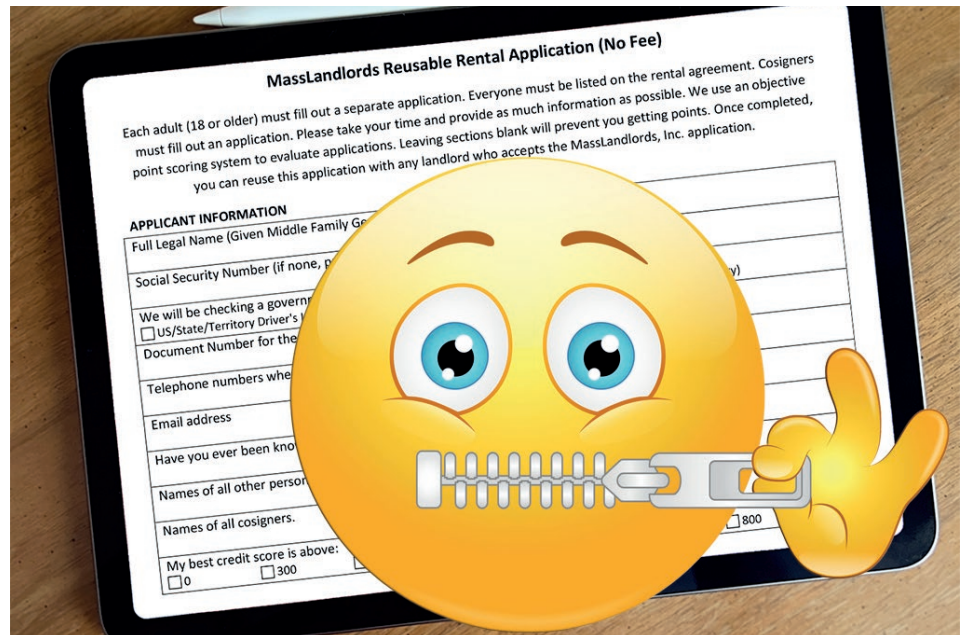 MassLandlords Reusable Rental Application (No Fee)
Each adult (18 or older) must fill out a separate application. Everyone must be listed on the rental agreement. Cosigners
must fill out an application. Please take your time and provide as much information as possible. We use an objective
point scoring system to evaluate applications. Leaving sections blank will prevent you getting points. Once completed,
you can reuse this application with any landlord who accepts the MassLandlords, Inc. application.
APPLICANT INFORMATION
Full Legal Name (Given Middle Family
Social Security Number (if none,
We will be checking a
US/State/Territory Driver's
Document Number for the
Telephone numbers
Email address
Have you ever been
Names of all other
Names of all cosigners.
My best credit score is above:
0 300 800